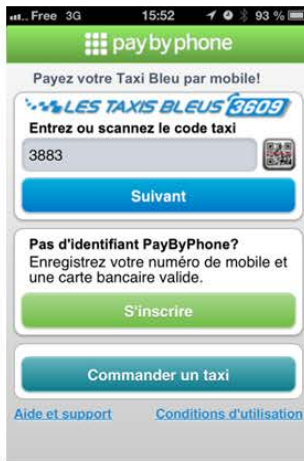 Free 3G 15:52 93 %
paybyphone
Payez votre Taxi Bleu par mobile!
LES TAXIS BLEUS 3609
Entrez ou scannez le code taxi
3883
Suivant
Pas d'identifiant PayByPhone?
Enregistrez votre numéro de mobile et
une carte bancaire valide.
S'inscrire
Commander un taxi
Aide et support Conditions d'utilisation